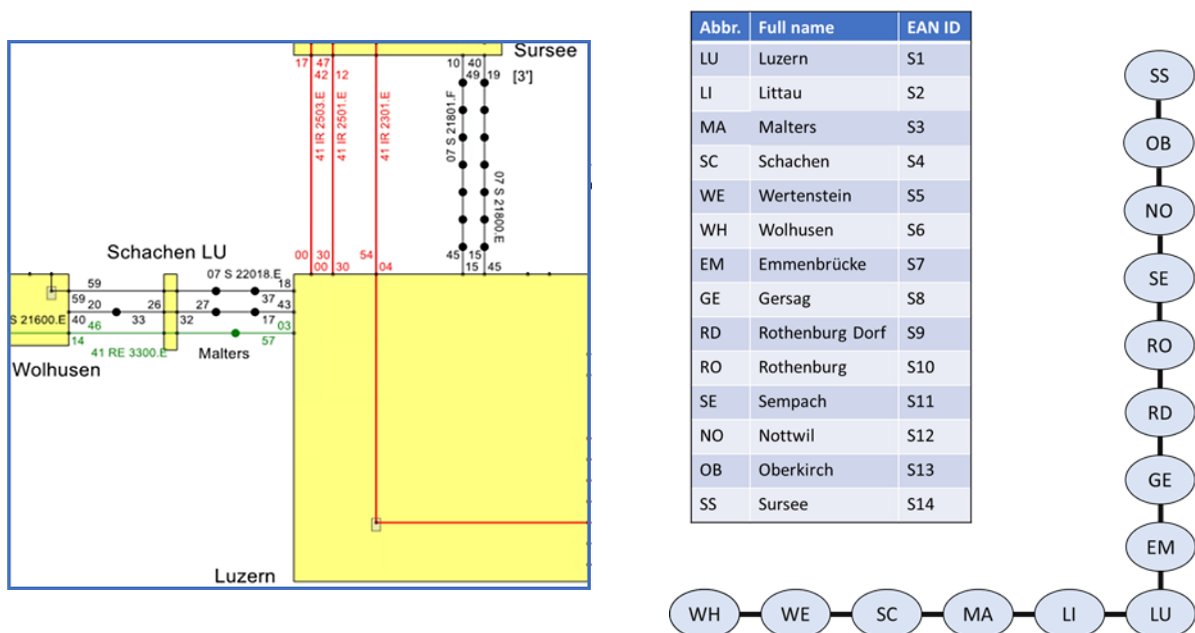 Sursee
[3']
17 47
42 12
10 40
49 19
41 IR 2503.E
41 IR 2501.E
41 IR 2301.E
07 S 21801.F
07 S 21800.E
00 30
00 30
54
04
45 15
15 45
Schachen LU
07 S 22018.E
59
18
59
37
20
26
27
43
S 21600.E
40
33
32
17
46
03
14
57
41 RE 3300.E
Malters
Wolhusen
Luzern
Abbr. Full name EAN ID
LU Luzern S1
LI Littau S2
MA Malters S3
SC Schachen S4
WE Wertenstein S5
WH Wolhusen S6
EM Emmenbrücke S7
GE Gersag S8
RD Rothenburg Dorf S9
RO Rothenburg S10
SE Sempach S11
NO Nottwil S12
OB Oberkirch S13
SS Sursee S14
SS
OB
NO
SE
RO
RD
GE
EM
WH WE SC MA LI LU